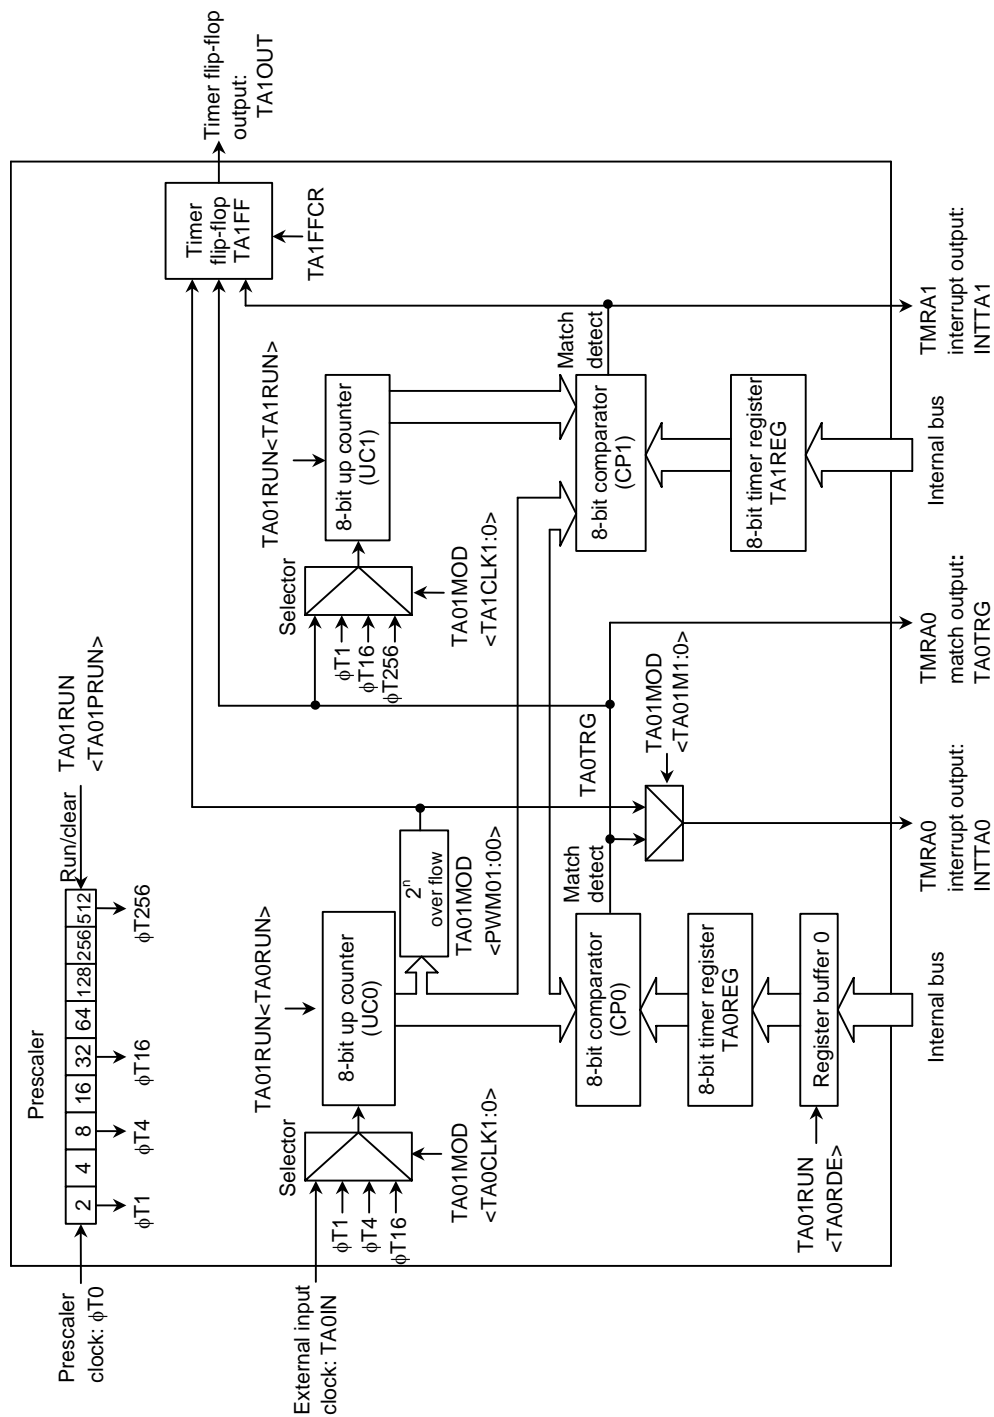 Prescaler
clock: ϕT0
Prescaler
2 4 8 16 32 64 128 256 512
Run/clear
TA01RUN
<TA01PRUN>
ϕT1
ϕT4
ϕT16
ϕT256
External input
clock: TA0IN
Selector
ϕT1
ϕT4
ϕT16
TA01MOD
<TA0CLK1:0>
TA01RUN<TA0RUN>
8-bit up counter
(UC0)
2n
over flow
TA01MOD
<PWM01:00>
Selector
ϕT1
ϕT16
ϕT256
TA01MOD
<TA1CLK1:0>
TA01RUN<TA1RUN>
8-bit up counter
(UC1)
Timer
flip-flop
TA1FF
TA1FFCR
Timer flip-flop
output:
TA1OUT
8-bit comparator
(CP0)
Match
detect
TA0TRG
TA01MOD
<TA01M1:0>
8-bit comparator
(CP1)
Match
detect
8-bit timer register
TA0REG
8-bit timer register
TA1REG
TA01RUN
<TA0RDE>
Register buffer 0
Internal bus
TMRA0
interrupt output:
INTTA0
TMRA0
match output:
TA0TRG
Internal bus
TMRA1
interrupt output:
INTTA1